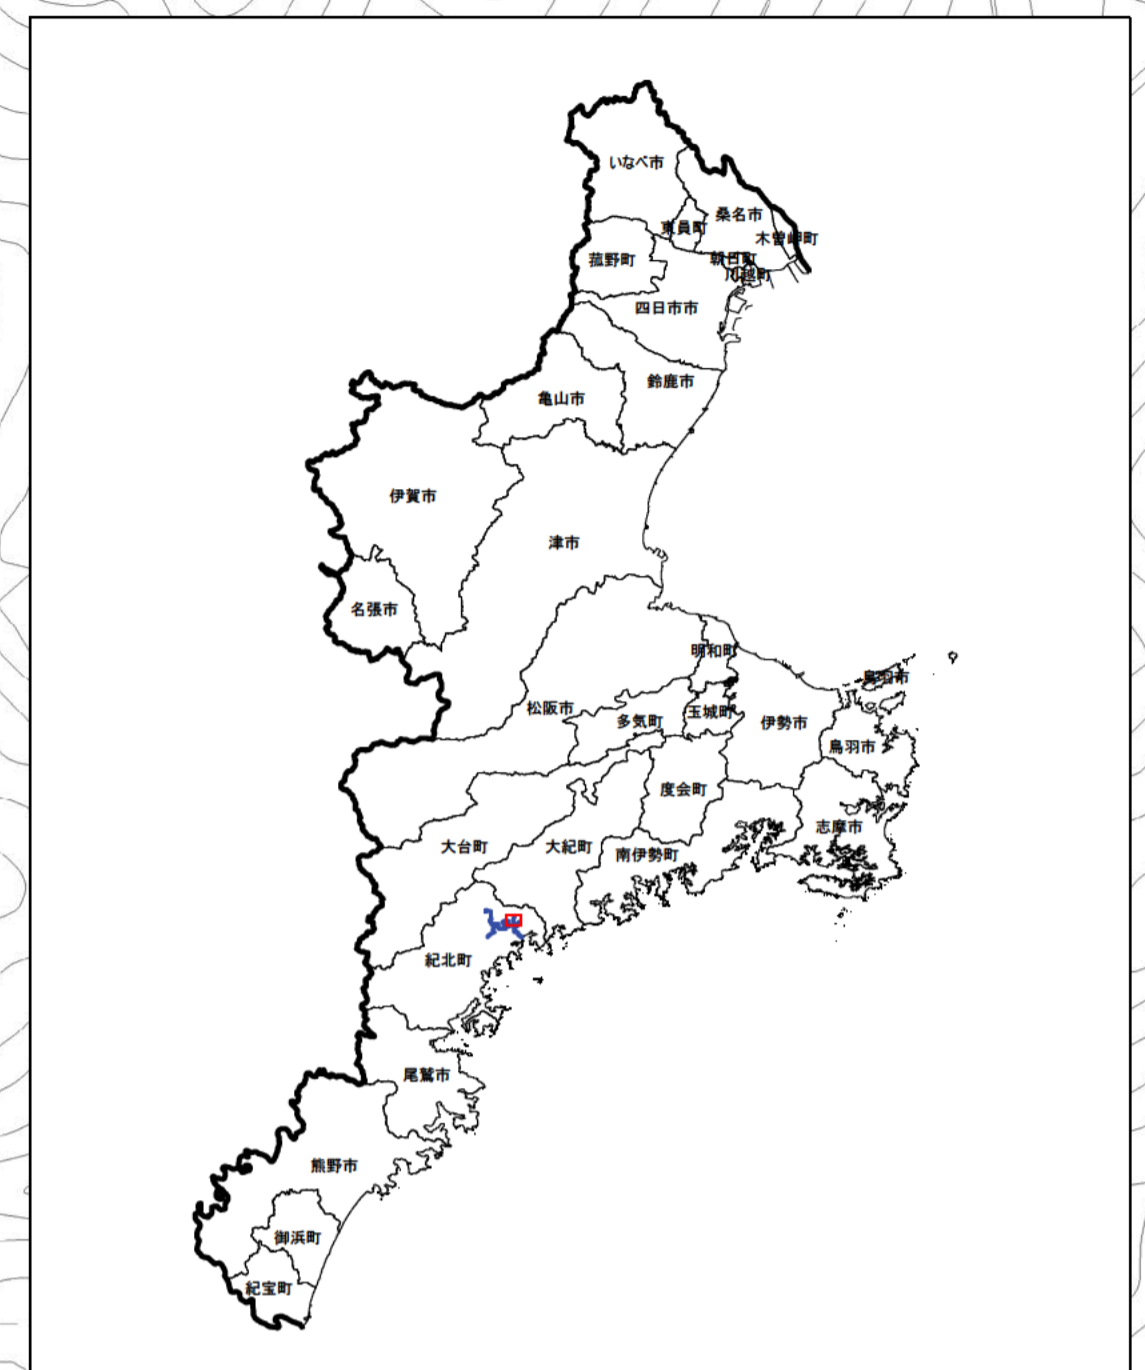 いなべ市
桑名市
東員町
木曽岬町
朝日町
菰野町
川越町
四日市市
鈴鹿市
亀山市
伊賀市
津市
名張市
明和町
鳥羽市
松阪市
玉城町
多気町
伊勢市
鳥羽市
度会町
志摩市
大台町
大紀町
南伊勢町
紀北町
尾鷲市
熊野市
御浜町
紀宝町